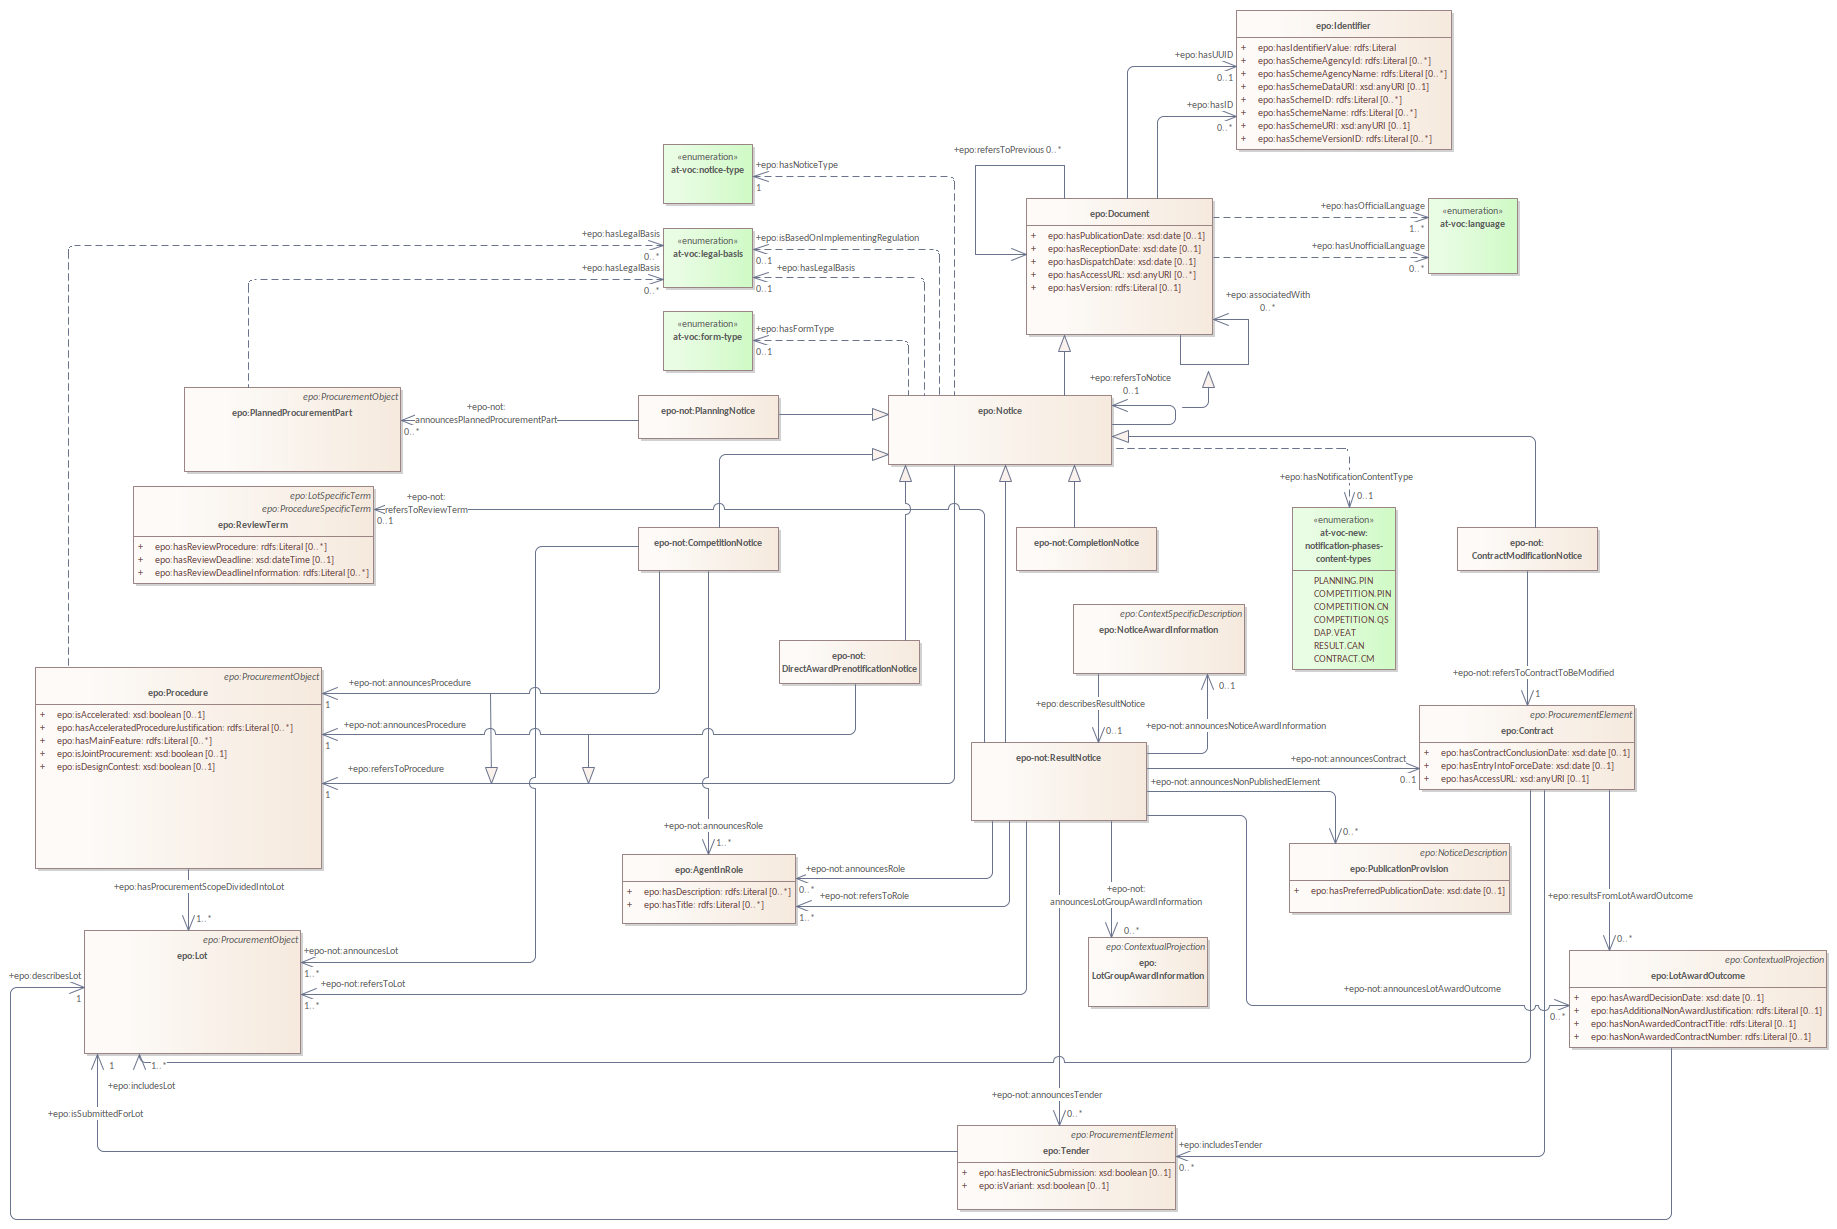 epo:Identifier
+ epo:hasIdentifierValue: rdfs:Literal
+ epo:hasSchemeAgencyId: rdfs:Literal [0..*]
+ epo:hasSchemeAgencyName: rdfs:Literal [0..*]
+ epo:hasSchemeDataURI: xsd:anyURI [0..1]
+ epo:hasSchemeID: rdfs:Literal [0..*]
+ epo:hasSchemeName: rdfs:Literal [0..*]
+ epo:hasSchemeURI: xsd:anyURI [0..1]
+ epo:hasSchemeVersionID: rdfs:Literal [0..*]
+epo:hasUUID
0..1
+epo:hasID
0..*
+epo:refersToPrevious 0..*
«enumeration»
at-voc:notice-type
+epo:hasNoticeType
1
epo:Document
+ epo:hasPublicationDate: xsd:date [0..1]
+ epo:hasReceptionDate: xsd:date [0..1]
+ epo:hasDispatchDate: xsd:date [0..1]
+ epo:hasAccessURL: xsd:anyURI [0..*]
+ epo:hasVersion: rdfs:Literal [0..1]
+epo:hasOfficialLanguage
1..*
+epo:hasUnofficialLanguage
0..*
«enumeration»
at-voc:language
+epo:hasLegalBasis
0..*
+epo:hasLegalBasis
0..*
«enumeration»
at-voc:legal-basis
+epo:isBasedOnImplementingRegulation
0..1
+epo:hasLegalBasis
0..1
+epo:associatedWith
0..*
«enumeration»
at-voc:form-type
+epo:hasFormType
0..1
+epo:refersToNotice
0..1
epo:ProcurementObject
epo:PlannedProcurementPart
+epo-not:
announcesPlannedProcurementPart
0..*
epo-not:PlanningNotice
epo:Notice
+epo:hasNotificationContentType
0..1
epo:LotSpecificTerm
epo:ProcedureSpecificTerm
epo:ReviewTerm
+ epo:hasReviewProcedure: rdfs:Literal [0..*]
+ epo:hasReviewDeadline: xsd:dateTime [0..1]
+ epo:hasReviewDeadlineInformation: rdfs:Literal [0..*]
+epo-not:
refersToReviewTerm
0..1
epo-not:CompetitionNotice
epo-not:CompletionNotice
«enumeration»
at-voc-new:
notification-phases-
content-types
PLANNING.PIN
COMPETITION.PIN
COMPETITION.CN
COMPETITION.QS
DAP.VEAT
RESULT.CAN
CONTRACT.CM
epo-not:
ContractModificationNotice
epo:ContextSpecificDescription
epo:NoticeAwardInformation
epo-not:
DirectAwardPrenotificationNotice
+epo-not:refersToContractToBeModified
1
epo:ProcurementObject
epo:Procedure
+ epo:isAccelerated: xsd:boolean [0..1]
+ epo:hasAcceleratedProcedureJustification: rdfs:Literal [0..*]
+ epo:hasMainFeature: rdfs:Literal [0..*]
+ epo:isJointProcurement: xsd:boolean [0..1]
+ epo:isDesignContest: xsd:boolean [0..1]
+epo-not:announcesProcedure
1
+epo-not:announcesProcedure
1
+epo:refersToProcedure
1
+epo:describesResultNotice
0..1
0..1
+epo-not:announcesNoticeAwardInformation
epo-not:ResultNotice
+epo-not:announcesContract
0..1
+epo-not:announcesNonPublishedElement
0..*
epo:ProcurementElement
epo:Contract
+ epo:hasContractConclusionDate: xsd:date [0..1]
+ epo:hasEntryIntoForceDate: xsd:date [0..1]
+ epo:hasAccessURL: xsd:anyURI [0..1]
+epo-not:announcesRole
1..*
epo:AgentInRole
+ epo:hasDescription: rdfs:Literal [0..*]
+ epo:hasTitle: rdfs:Literal [0..*]
+epo-not:announcesRole
0..*
+epo-not:refersToRole
1..*
epo:NoticeDescription
epo:PublicationProvision
+ epo:hasPreferredPublicationDate: xsd:date [0..1]
+epo:hasProcurementScopeDividedIntoLot
1..*
+epo-not:
announcesLotGroupAwardInformation
0..*
+epo:resultsFromLotAwardOutcome
0..*
epo:ProcurementObject
epo:Lot
+epo-not:announcesLot
1..*
+epo-not:refersToLot
1..*
+epo:describesLot
1
epo:ContextualProjection
epo:
LotGroupAwardInformation
+epo-not:announcesLotAwardOutcome
0..*
epo:ContextualProjection
epo:LotAwardOutcome
+ epo:hasAwardDecisionDate: xsd:date [0..1]
+ epo:hasAdditionalNonAwardJustification: rdfs:Literal [0..1]
+ epo:hasNonAwardedContractTitle: rdfs:Literal [0..1]
+ epo:hasNonAwardedContractNumber: rdfs:Literal [0..1]
1
1..*
+epo:includesLot
+epo:isSubmittedForLot
+epo-not:announcesTender
0..*
epo:ProcurementElement
epo:Tender
+ epo:hasElectronicSubmission: xsd:boolean [0..1]
+ epo:isVariant: xsd:boolean [0..1]
+epo:includesTender
0..*